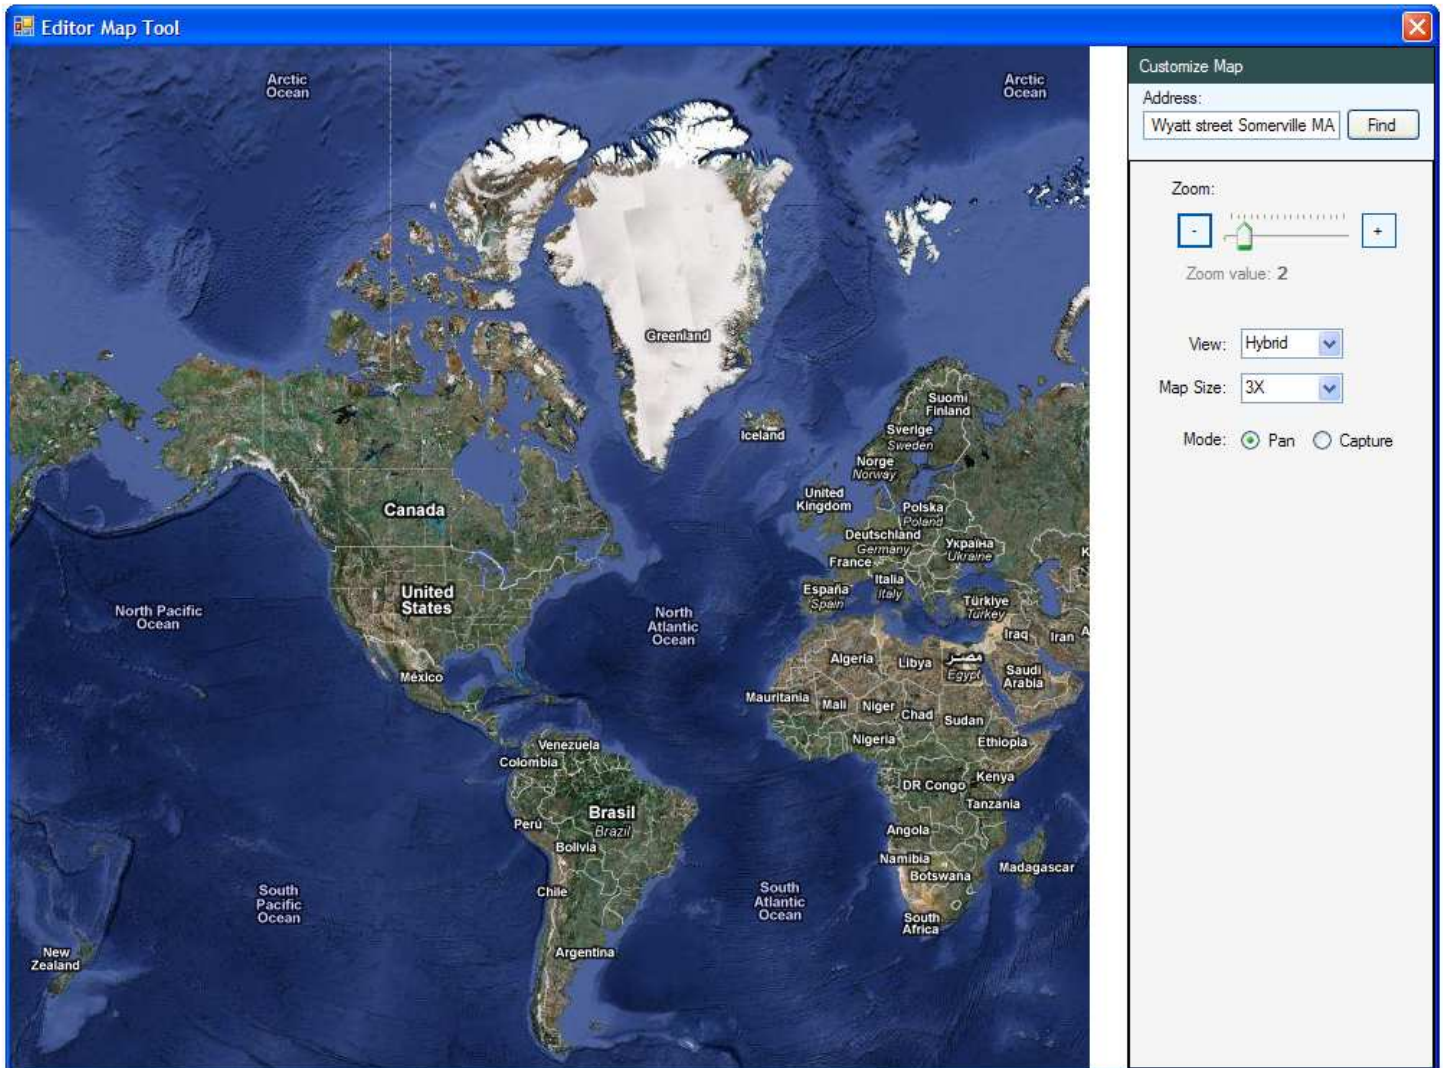 Editor Map Tool
Customize Map
Address:
Wyatt street Somerville MA
Find
Zoom:
-
+
Zoom value: 2
View:
Hybrid
Map Size:
3X
Mode:
Pan
Capture
Arctic
Ocean
Arctic
Ocean
Greenland
Iceland
Suomi
Finland
Sverige
Sweden
Norge
Norway
United
Kingdom
Polska
Poland
Deutschland
Germany
Україна
Ukraine
France
Italia
Italy
España
Spain
Türkiye
Turkey
Canada
United
States
North Pacific
Ocean
North
Atlantic
Ocean
México
Iraq
Iran
Algeria
Libya
مصر
Egypt
Saudi
Arabia
Mauritania
Mali
Niger
Chad
Sudan
Nigeria
Ethiopia
Venezuela
Colombia
DR Congo
Kenya
Tanzania
Brasil
Brazil
Perú
Bolivia
Angola
Namibia
Botswana
Madagascar
Chile
South
Pacific
Ocean
South
Atlantic
Ocean
South
Africa
New
Zealand
Argentina